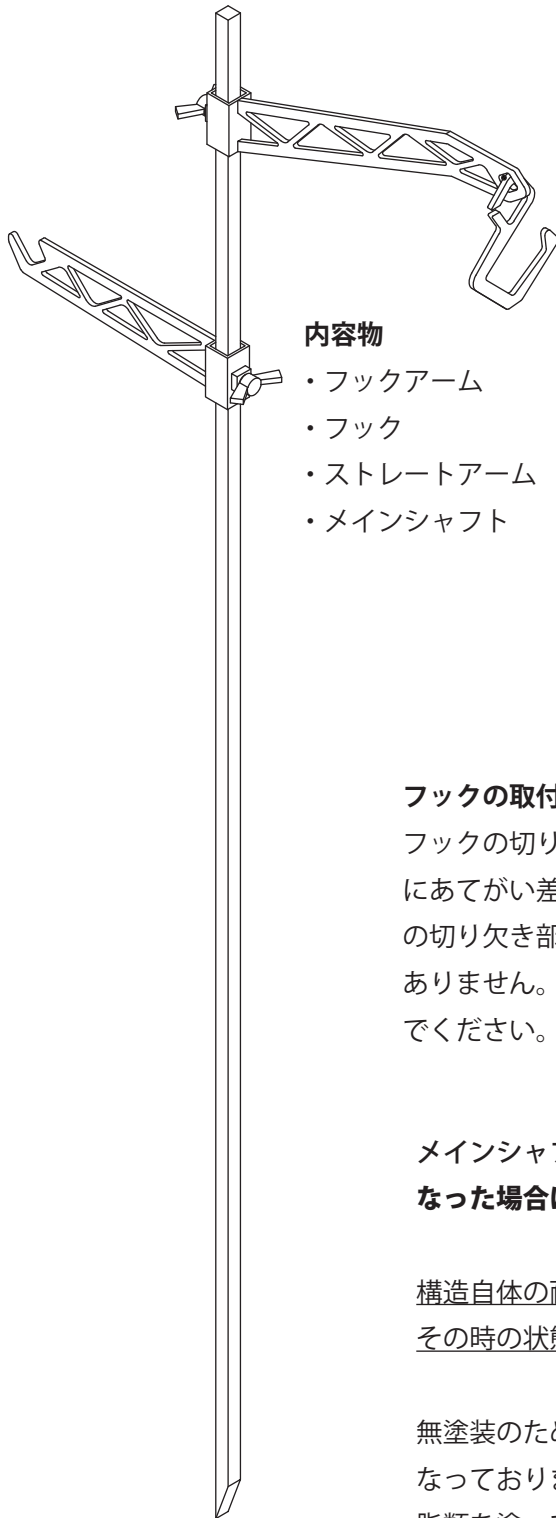 内容物
・フックアーム
・フック
・ストレートアーム
・メインシャフト
フックの取付
フックの切り
にあてがい差
の切り欠き部
ありません。
でください。
メインシャフ
なった場合は
構造自体の耐
その時の状態
無塗装のため
なっておりま